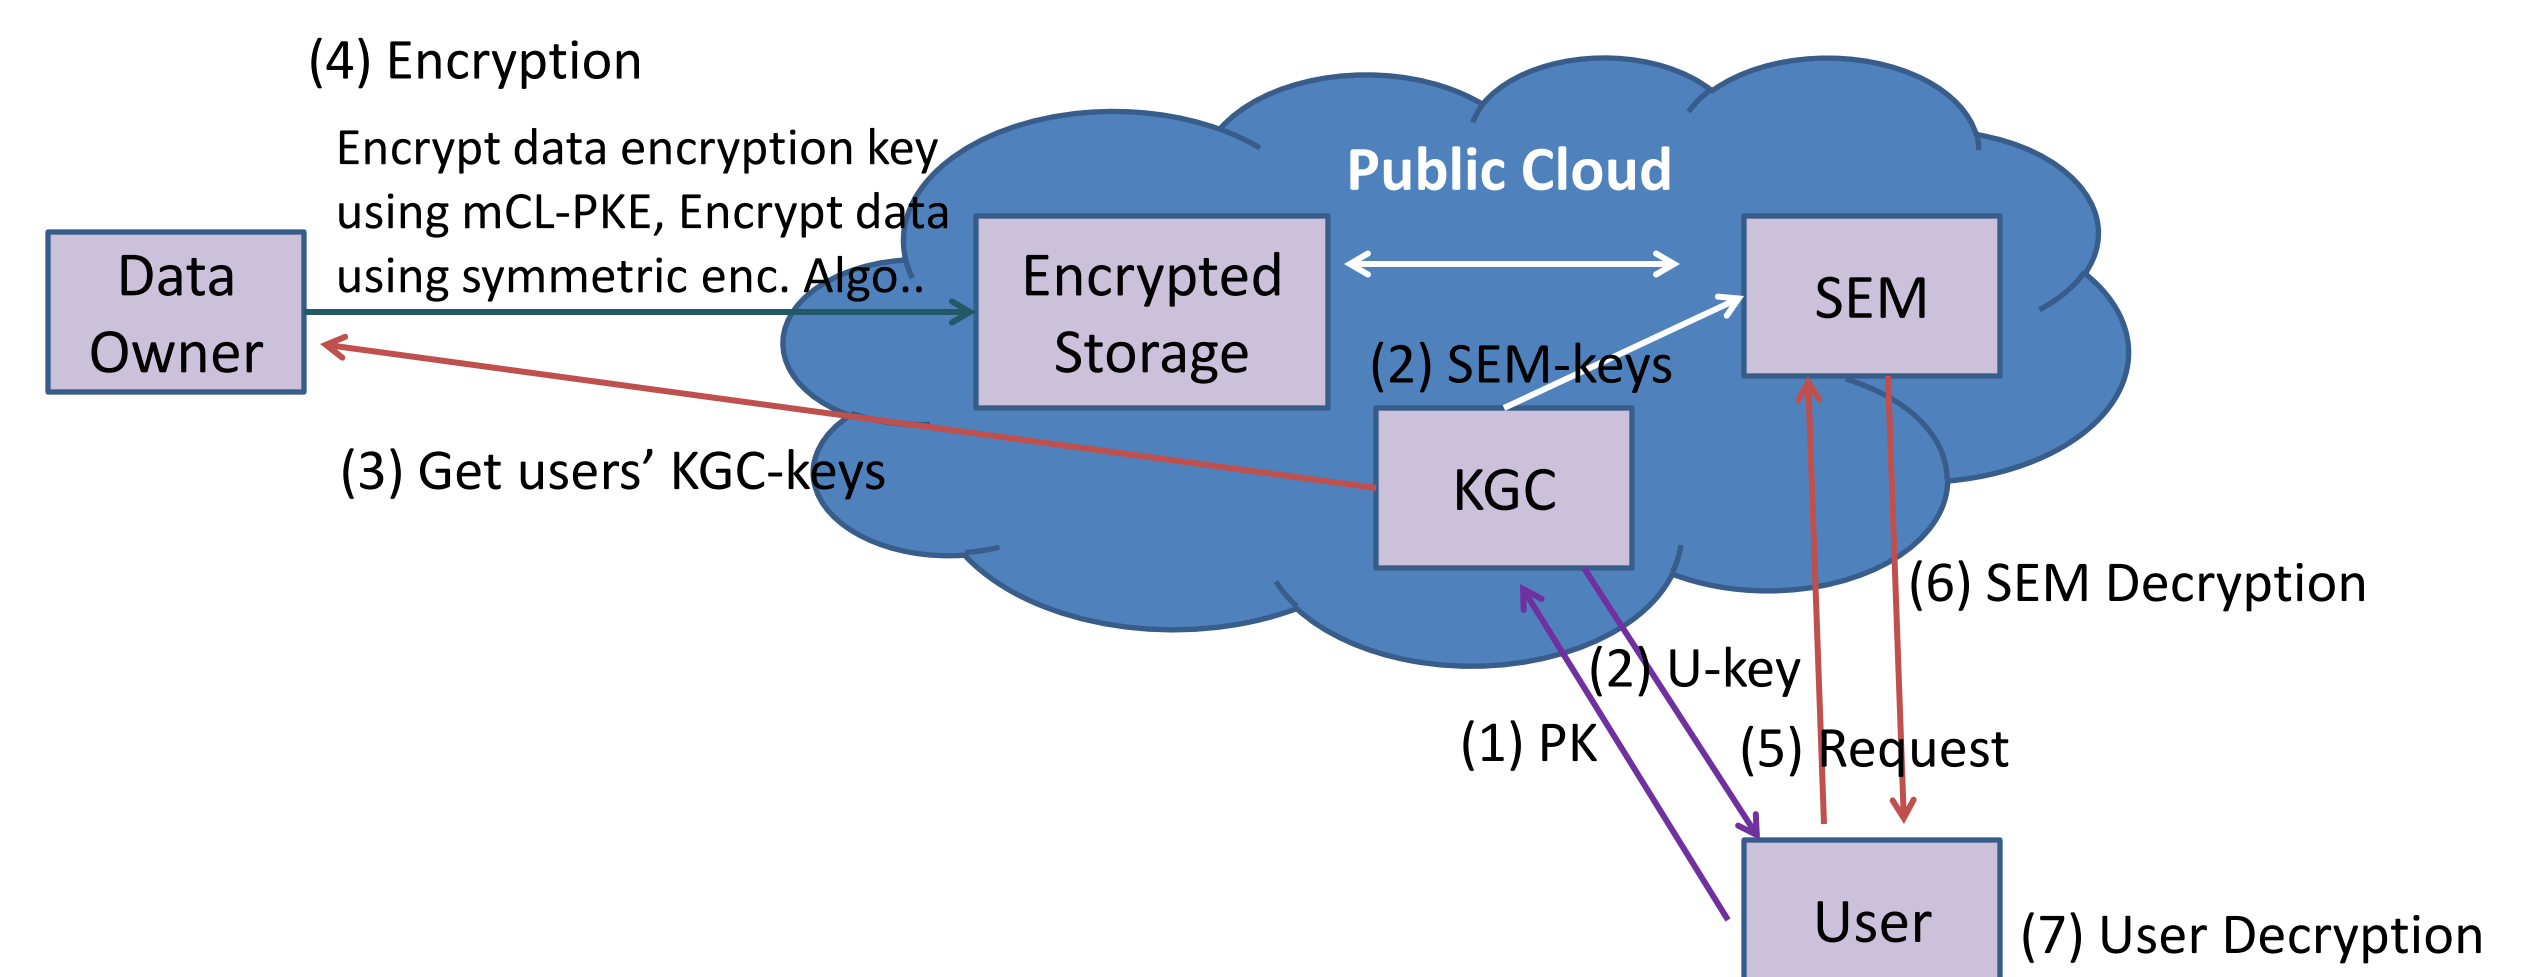 (4) Encryption
Encrypt data encryption key
using mCL-PKE, Encrypt data
using symmetric enc. Algo..
Data
Owner
Public Cloud
Encrypted
Storage
SEM
(2) SEM-keys
(3) Get users’ KGC-keys
KGC
(6) SEM Decryption
(2) U-key
(1) PK
(5) Request
User
(7) User Decryption